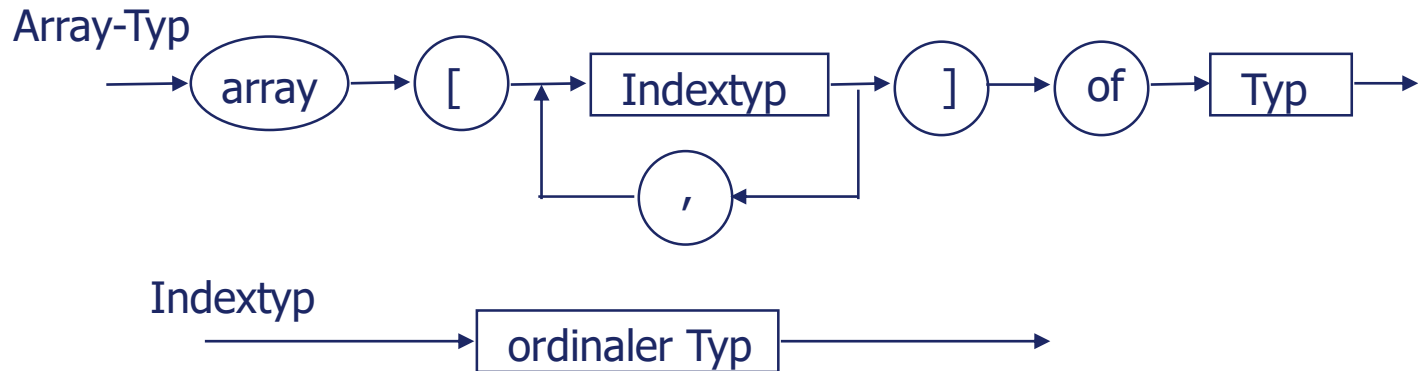 Array-Typ
array [ Indextyp ] of Typ
,
Indextyp
ordinaler Typ